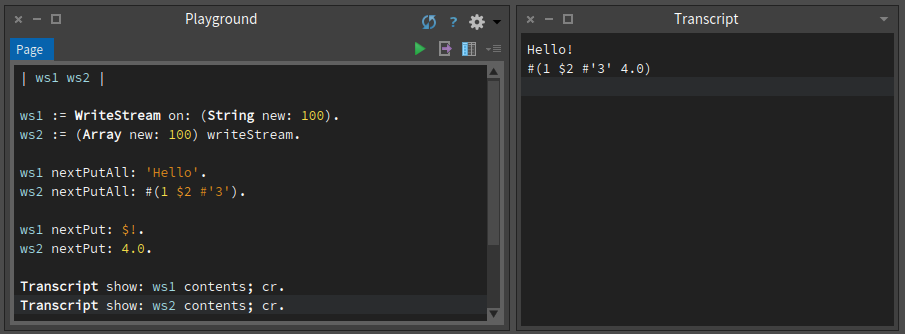 Playground
Page
| ws1 ws2 |
ws1 := WriteStream on: (String new: 100).
ws2 := (Array new: 100) writeStream.
ws1 nextPutAll: 'Hello'.
ws2 nextPutAll: #(1 $2 #'3').
ws1 nextPut: $!.
ws2 nextPut: 4.0.
Transcript show: ws1 contents; cr.
Transcript show: ws2 contents; cr.
Transcript
Hello!
#(1 $2 #'3' 4.0)